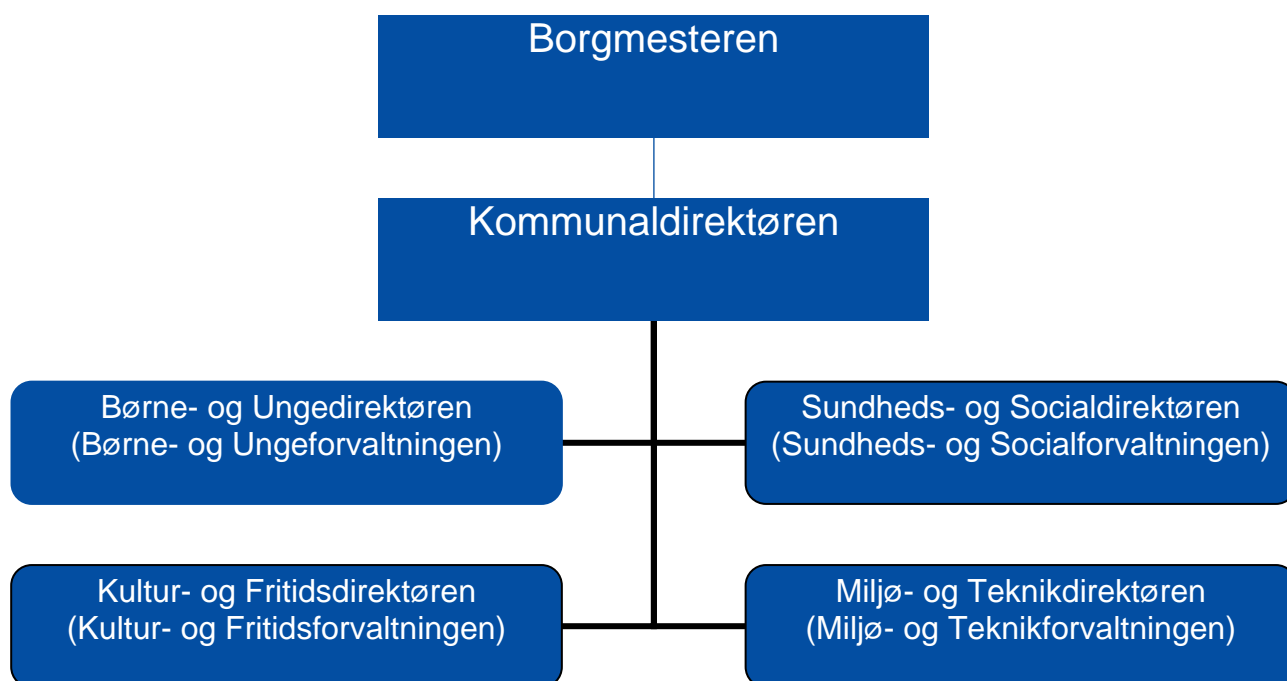 Borgmesteren
Kommunaldirektøren
Børne- og Ungedirektøren
(Børne- og Ungeforvaltningen)
Sundheds- og Socialdirektøren
(Sundheds- og Socialforvaltningen)
Kultur- og Fritidsdirektøren
(Kultur- og Fritidsforvaltningen)
Miljø- og Teknikdirektøren
(Miljø- og Teknikforvaltningen)